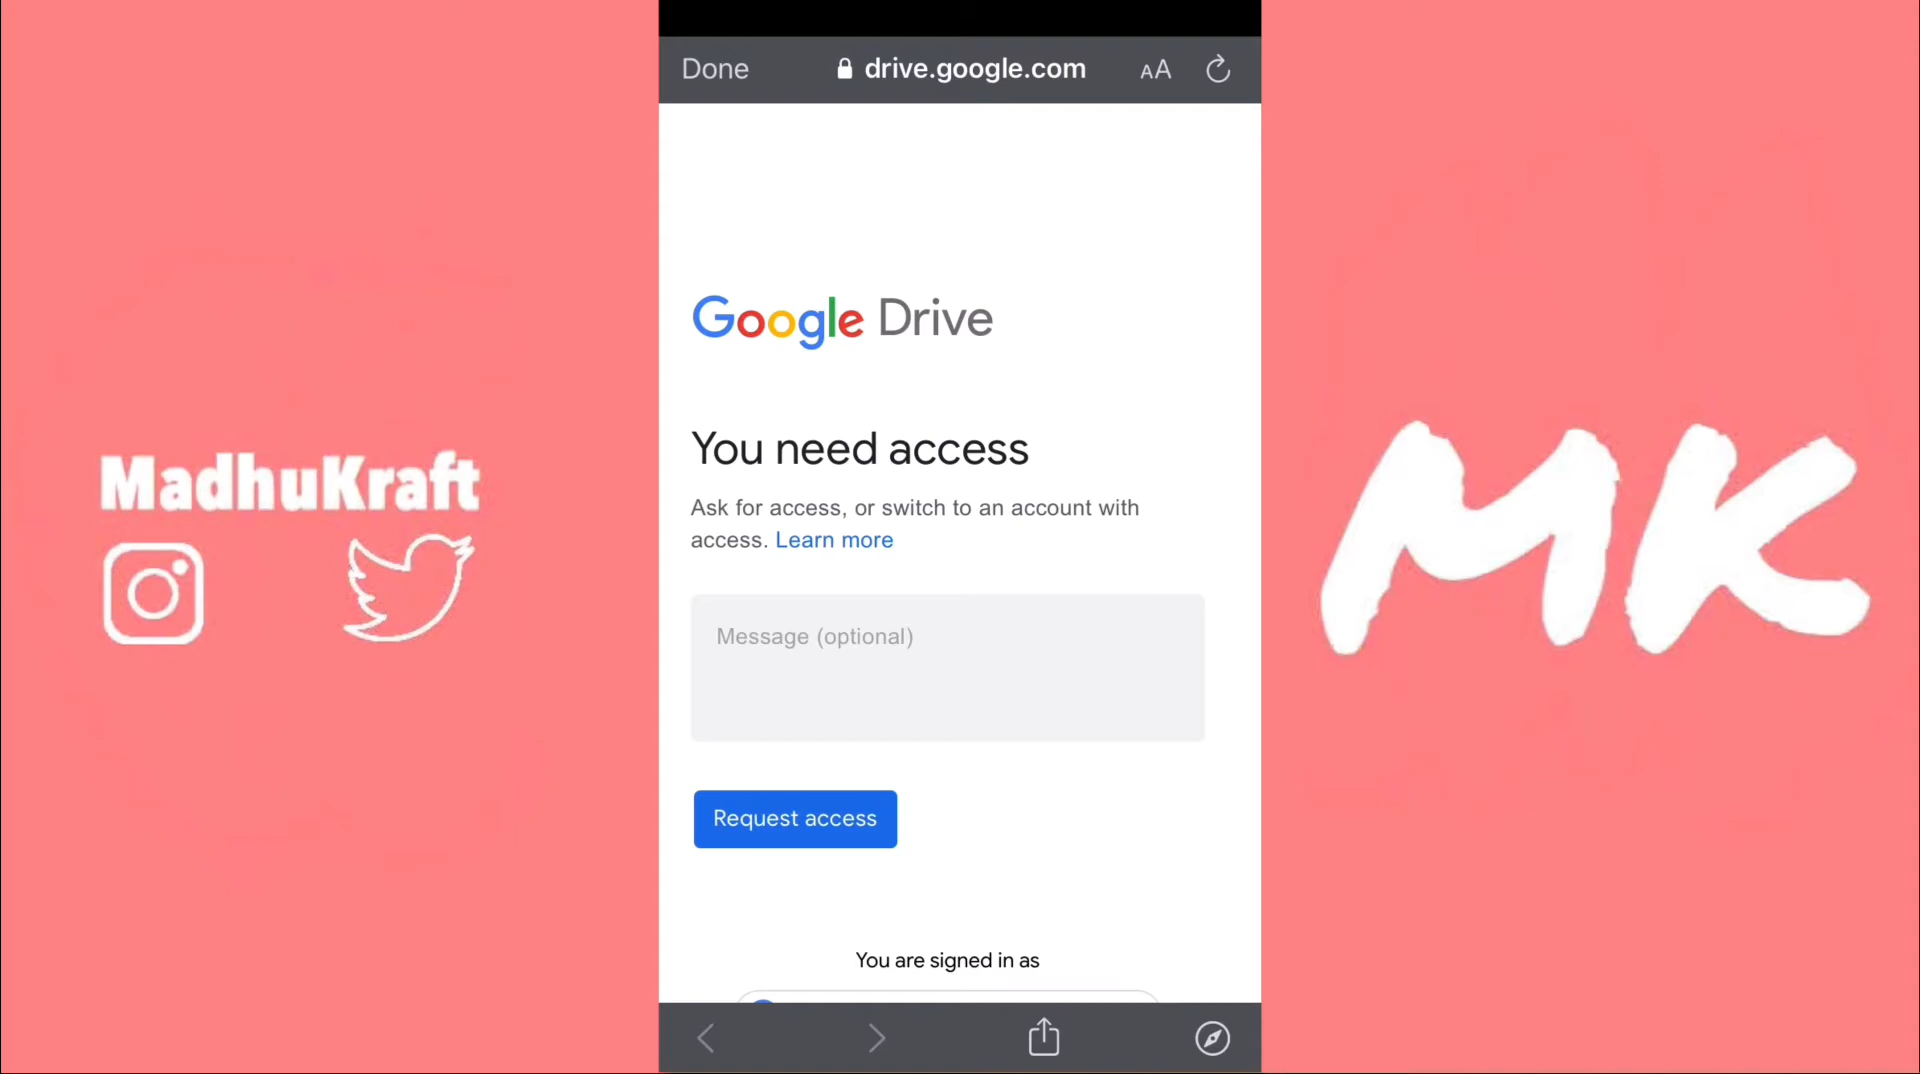 Done
drive.google.com
AA
Google Drive
You need access
Ask for access, or switch to an account with
access. Learn more
Message (optional)
Request access
You are signed in as
MadhuKraft
MK